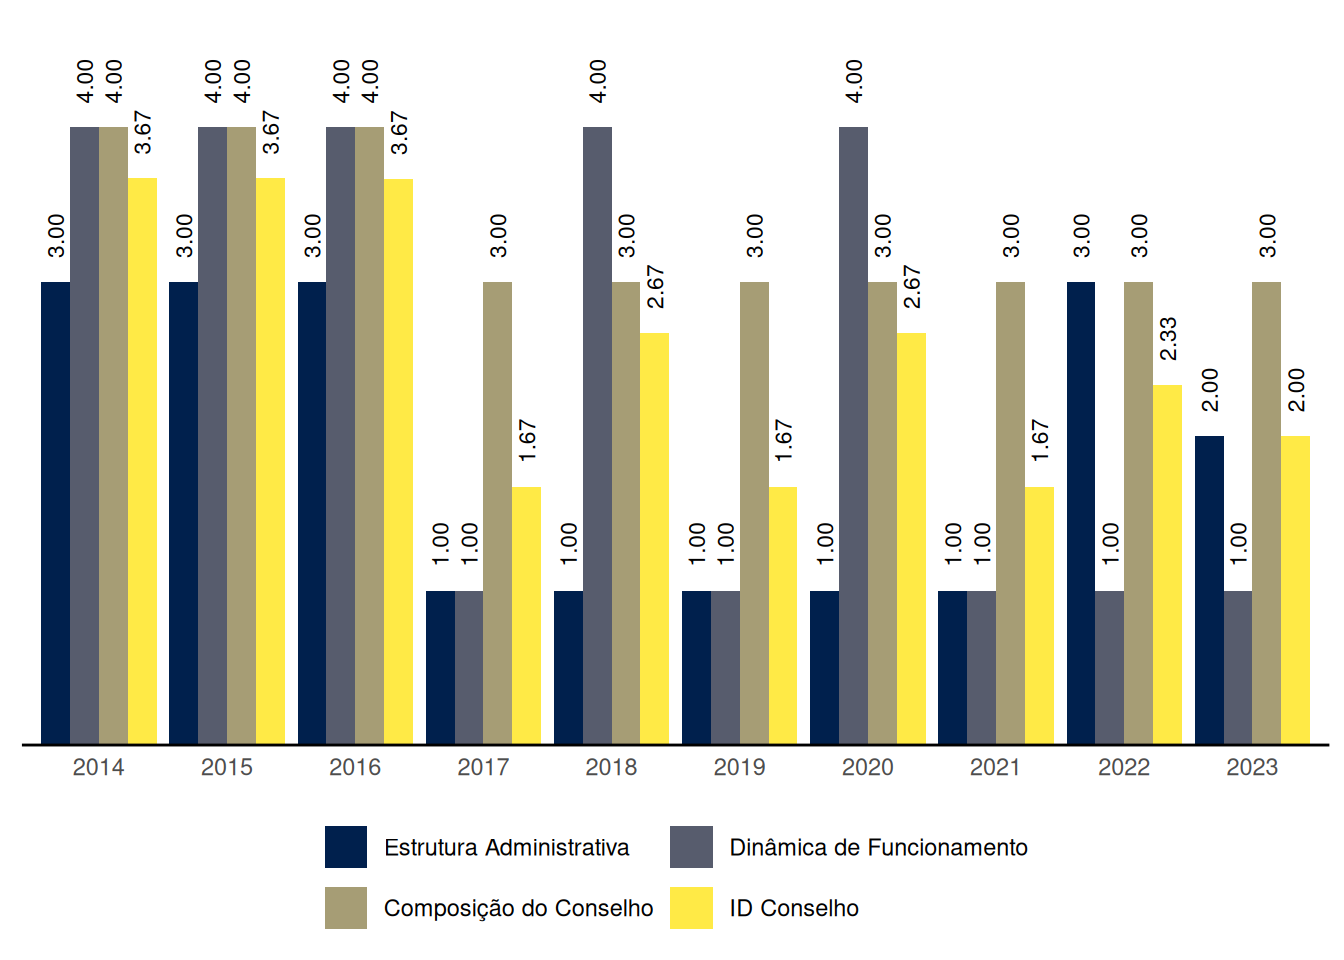 3.00 4.00 4.00 3.67 3.00 4.00 4.00 3.67 3.00 4.00 4.00 3.67 1.00 1.00 3.00 1.67 1.00 4.00 3.00 2.67 1.00 1.00 3.00 1.67 1.00 4.00 3.00 2.67 1.00 1.00 3.00 1.67 3.00 1.00 3.00 2.33 2.00 1.00 3.00 2.00
2014 2015 2016 2017 2018 2019 2020 2021 2022 2023
Estrutura Administrativa Dinâmica de Funcionamento
Composição do Conselho ID Conselho